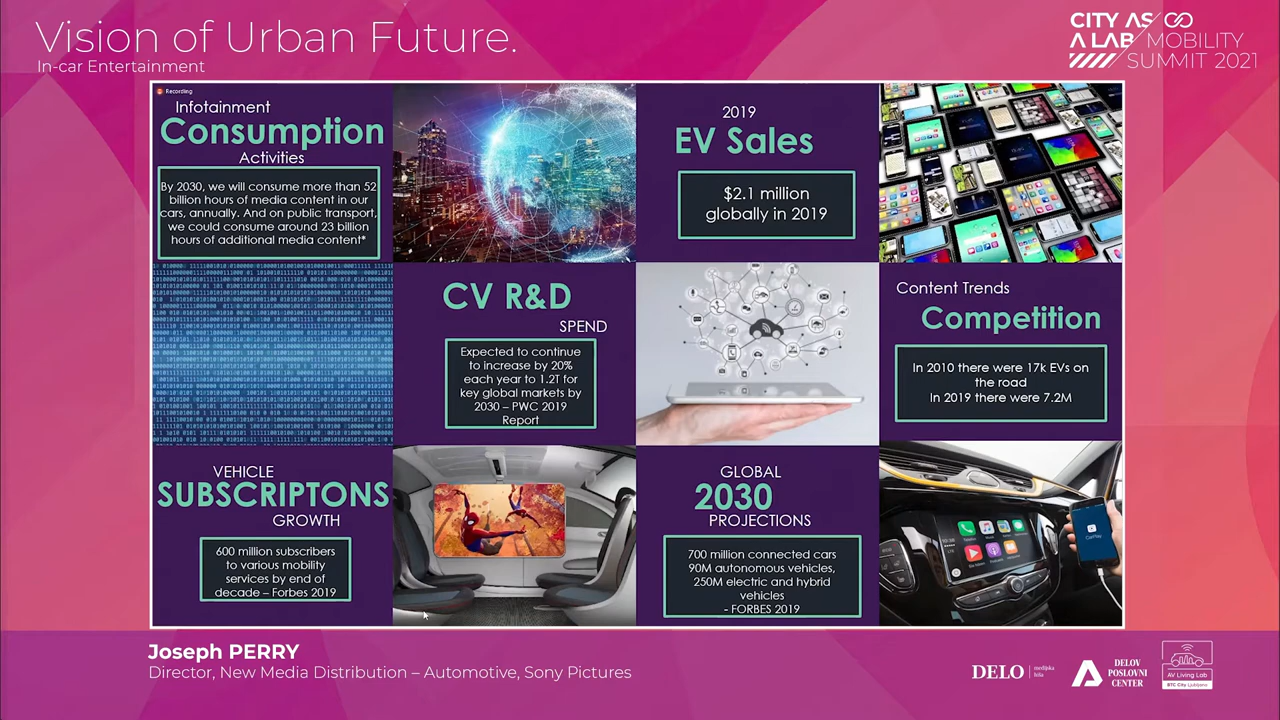 Vision of Urban Future.
In-car Entertainment
CITY AS
A LAB MOBILITY
SUMMIT 2021
Recording
Infotainment
Consumption
Activities
By 2030, we will consume more than 52
billion hours of media content in our
cars, annually. And on public transport,
we could consume around 23 billion
hours of additional media content*
2019
EV Sales
$2.1 million
globally in 2019
CV R&D
SPEND
Expected to continue
to increase by 20%
each year to 1.2T for
key global markets by
2030 – PWC 2019
Report
Content Trends
Competition
In 2010 there were 17k EVs on
the road
In 2019 there were 7.2M
VEHICLE
SUBSCRIPTONS
GROWTH
600 million subscribers
to various mobility
services by end of
decade – Forbes 2019
GLOBAL
2030
PROJECTIONS
700 million connected cars
90M autonomous vehicles,
250M electric and hybrid
vehicles
- FORBES 2019
CarPlay
Joseph PERRY
Director, New Media Distribution – Automotive, Sony Pictures
DELO medijska
hiša
DELOV
POSLOVNI
CENTER
AV Living Lab
BTC City Ljubljana